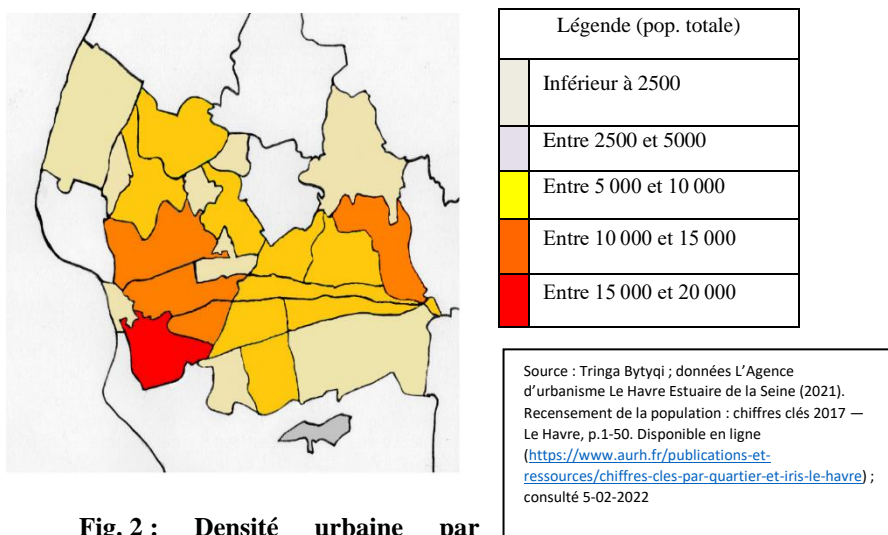 Légende (pop. totale)
Inférieur à 2500
Entre 2500 et 5000
Entre 5 000 et 10 000
Entre 10 000 et 15 000
Entre 15 000 et 20 000
Source : Tringa Bytyqi ; données L’Agence
d’urbanisme Le Havre Estuaire de la Seine (2021).
Recensement de la population : chiffres clés 2017 —
Le Havre, p.1-50. Disponible en ligne
(https://www.aurh.fr/publications-et-
ressources/chiffres-cles-par-quartier-et-iris-le-havre) ;
consulté 5-02-2022
Fig. 2 : Densité urbaine par